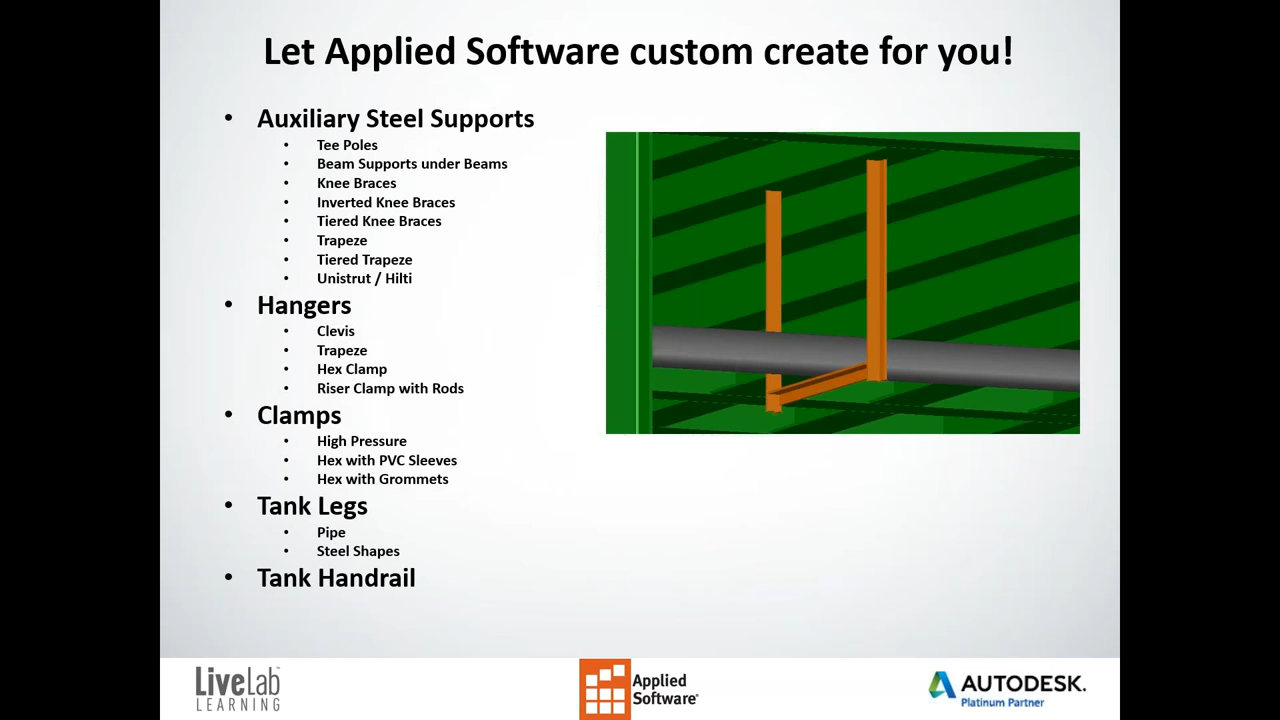 Let Applied Software custom create for you!
• Auxiliary Steel Supports
• Tee Poles
• Beam Supports under Beams
• Knee Braces
• Inverted Knee Braces
• Tiered Knee Braces
• Trapeze
• Tiered Trapeze
• Unistrut / Hilti
• Hangers
• Clevis
• Trapeze
• Hex Clamp
• Riser Clamp with Rods
• Clamps
• High Pressure
• Hex with PVC Sleeves
• Hex with Grommets
• Tank Legs
• Pipe
• Steel Shapes
• Tank Handrail
LiveLab™
LEARNING
Applied
Software®
AUTODESK.
Platinum Partner